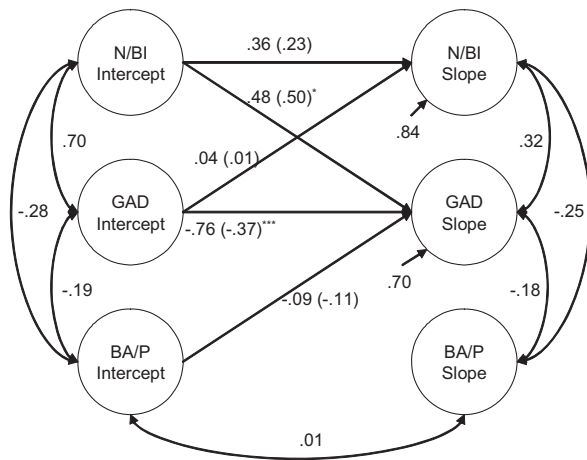 N/BI
Intercept
.36 (.23)
N/BI
Slope
.48 (.50)*
.84
.70
.04 (.01)
.32
GAD
Intercept
GAD
Slope
-.28
-.76 (-.37)***
-.25
.70
-.19
-.09 (-.11)
-.18
BA/P
Intercept
BA/P
Slope
.01